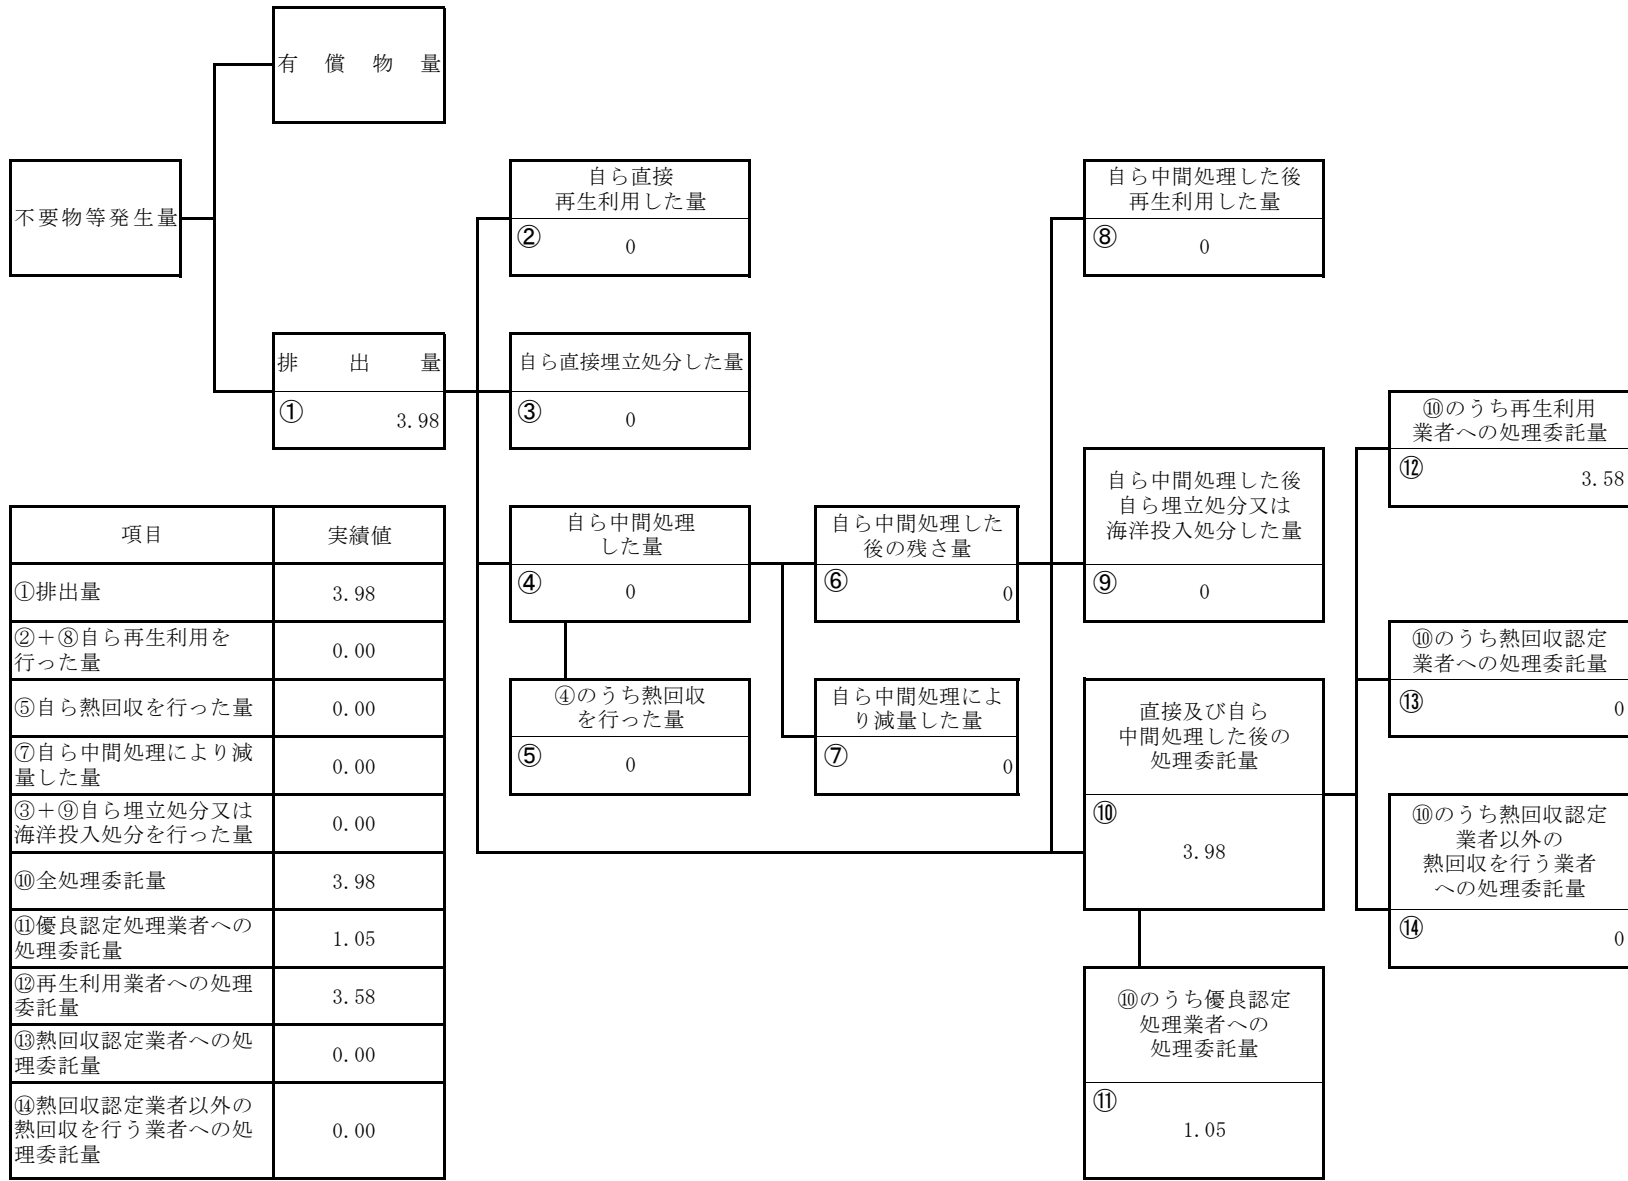 有償物量
不要物等発生量
排出量
①
3.98
自ら直接
再生利用した量
②
0
自ら直接埋立処分した量
③
0
自ら中間処理
した量
④
0
④のうち熱回収
を行った量
⑤
0
自ら中間処理した
後の残さ量
⑥
0
自ら中間処理によ
り減量した量
⑦
0
自ら中間処理した後
再生利用した量
⑧
0
自ら中間処理した後
自ら埋立処分又は
海洋投入処分した量
⑨
0
直接及び自ら
中間処理した後の
処理委託量
⑩
3.98
⑩のうち優良認定
処理業者への
処理委託量
⑪
1.05
⑩のうち再生利用
業者への処理委託量
⑫
3.58
⑩のうち熱回収認定
業者への処理委託量
⑬
0
⑩のうち熱回収認定
業者以外の
熱回収を行う業者
への処理委託量
⑭
0
項目 実績値
①排出量 3.98
②+⑧自ら再生利用を
行った量 0.00
⑤自ら熱回収を行った量 0.00
⑦自ら中間処理により減
量した量 0.00
③+⑨自ら埋立処分又は
海洋投入処分を行った量 0.00
⑩全処理委託量 3.98
⑪優良認定処理業者への
処理委託量 1.05
⑫再生利用業者への処理
委託量 3.58
⑬熱回収認定業者への処
理委託量 0.00
⑭熱回収認定業者以外の
熱回収を行う業者への処
理委託量 0.00